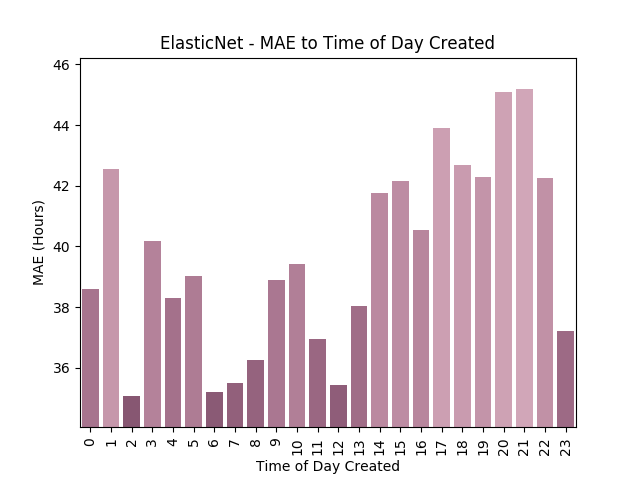 ElasticNet - MAE to Time of Day Created
46
44
42
40
38
36
MAE (Hours)
0 1 2 3 4 5 6 7 8 9 10 11 12 13 14 15 16 17 18 19 20 21 22 23
Time of Day Created